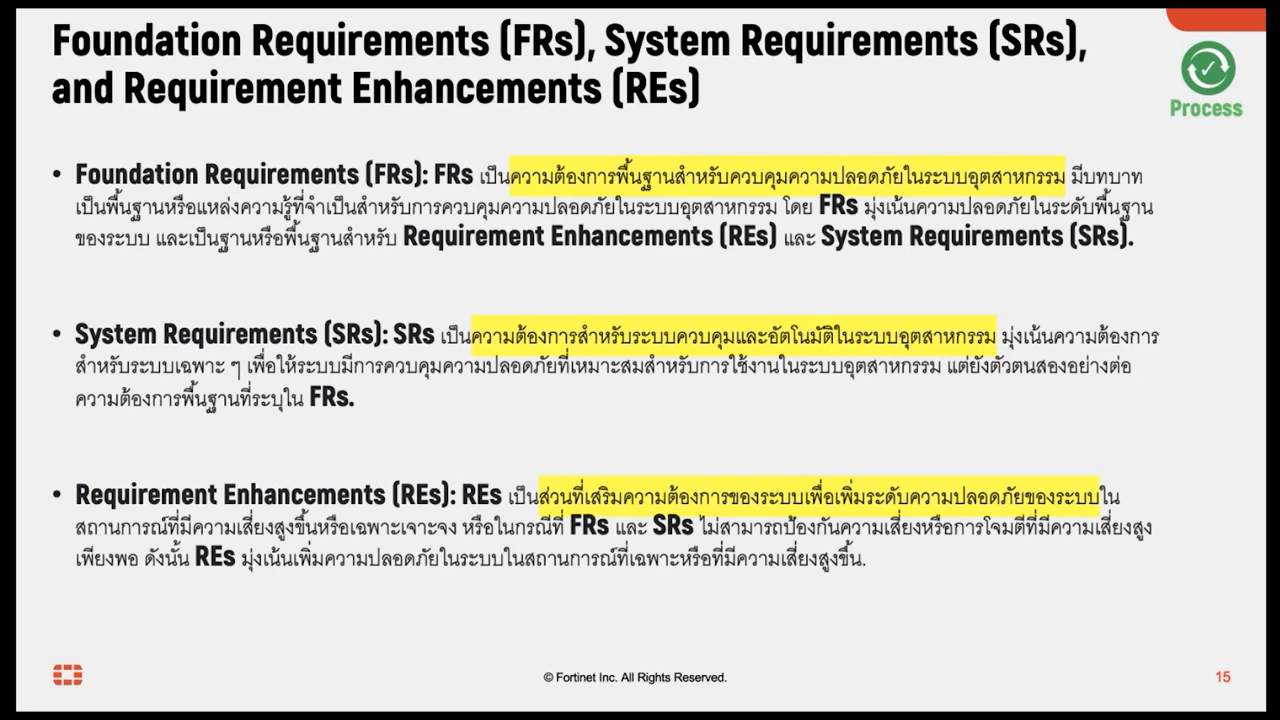 Foundation Requirements (FRs), System Requirements (SRs),
and Requirement Enhancements (REs)
Process
• Foundation Requirements (FRs): FRs เป็นความต้องการพื้นฐานสำหรับควบคุมความปลอดภัยในระบบอุตสาหกรรม มีบทบาท
เป็นพื้นฐานหรือแหล่งความรู้ที่จำเป็นสำหรับการควบคุมความปลอดภัยในระบบอุตสาหกรรม โดย FRs มุ่งเน้นความปลอดภัยในระดับพื้นฐาน
ของระบบ และเป็นฐานหรือพื้นฐานสำหรับ Requirement Enhancements (REs) และ System Requirements (SRs).
• System Requirements (SRs): SRs เป็นความต้องการสำหรับระบบควบคุมและอัตโนมัติในระบบอุตสาหกรรม มุ่งเน้นความต้องการ
สำหรับระบบเฉพาะ ๆ เพื่อให้ระบบมีการควบคุมความปลอดภัยที่เหมาะสมสำหรับการใช้งานในระบบอุตสาหกรรม แต่ยังตัวตนสองอย่างต่อ
ความต้องการพื้นฐานที่ระบุใน FRs.
• Requirement Enhancements (REs): REs เป็นส่วนที่เสริมความต้องการของระบบเพื่อเพิ่มระดับความปลอดภัยของระบบใน
สถานการณ์ที่มีความเสี่ยงสูงขึ้นหรือเฉพาะเจาะจง หรือในกรณีที่ FRs และ SRs ไม่สามารถป้องกันความเสี่ยงหรือการโจมตีที่มีความเสี่ยงสูง
เพียงพอ ดังนั้น REs มุ่งเน้นเพิ่มความปลอดภัยในระบบในสถานการณ์ที่เฉพาะหรือที่มีความเสี่ยงสูงขึ้น.
© Fortinet Inc. All Rights Reserved.
15